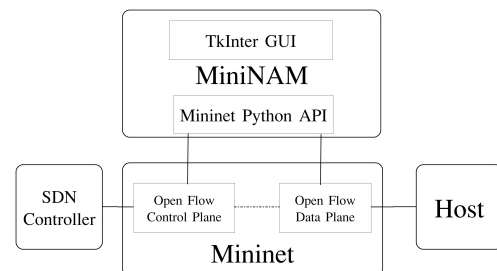 TkInter GUI
MiniNAM
Mininet Python API
SDN
Controller
Open Flow
Control Plane
Open Flow
Data Plane
Host
Mininet